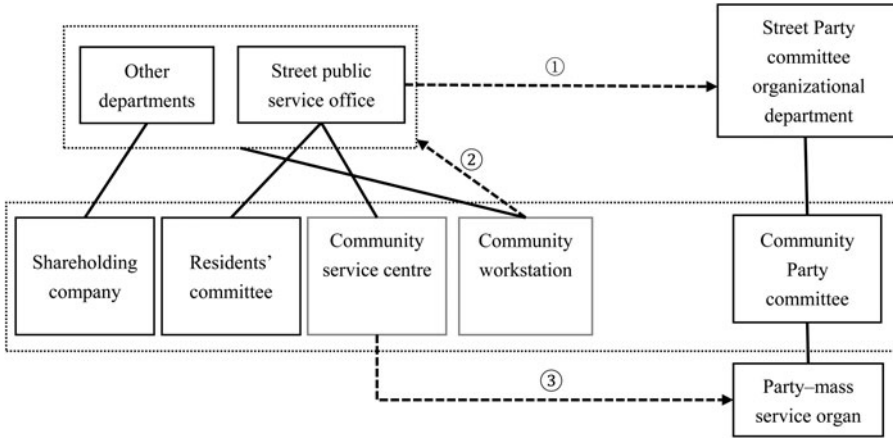 Other
departments
Street public
service office
①
Street Party
committee
organizational
department
②
Shareholding
company
Residents’
committee
Community
service centre
Community
workstation
Community
Party
committee
③
Party–mass
service organ